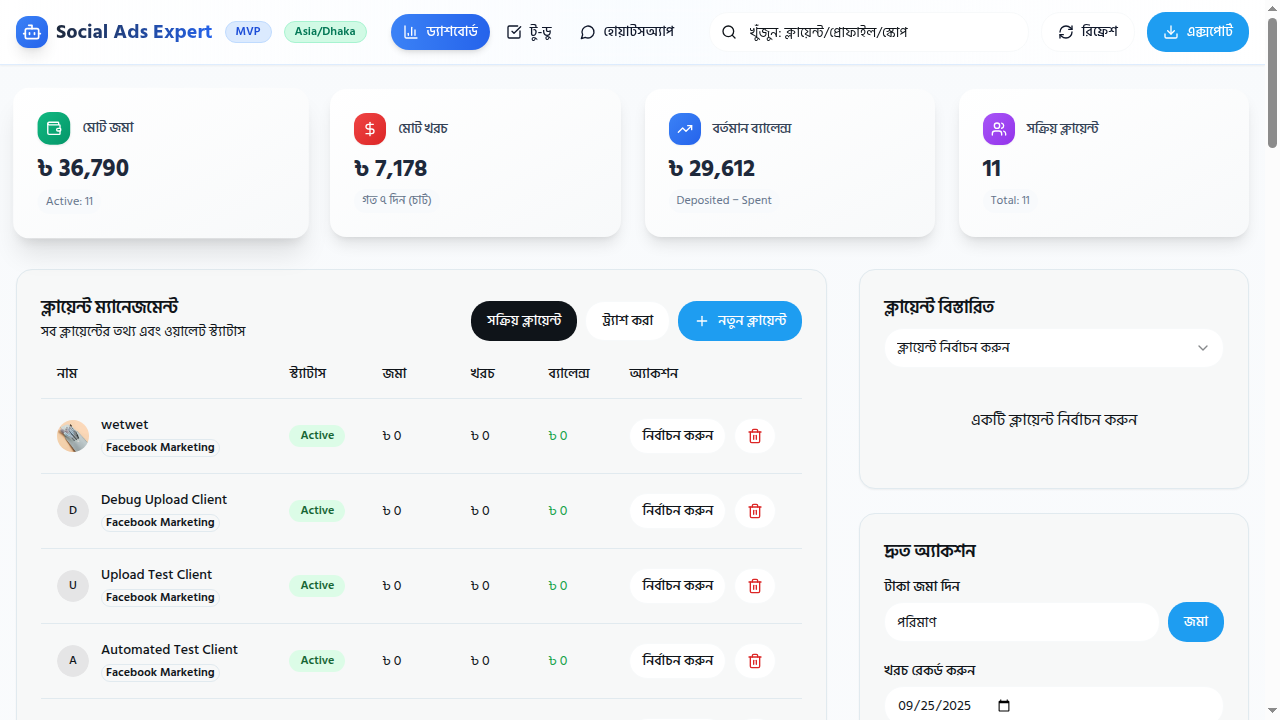 Social Ads Expert MVP Asia/Dhaka ড্যাশবোর্ড টু-ডু হোয়াটসঅ্যাপ খুঁজুন: ক্লায়েন্ট/প্রোফাইল/স্কোপ রিফ্রেশ এক্সপোর্ট
মোট জমা
৳ 36,790
Active: 11
মোট খরচ
৳ 7,178
গত ৭ দিন (চার্ট)
বর্তমান ব্যালেন্স
৳ 29,612
Deposited − Spent
সক্রিয় ক্লায়েন্ট
11
Total: 11
ক্লায়েন্ট ম্যানেজমেন্ট
সব ক্লায়েন্টের তথ্য এবং ওয়ালেট স্ট্যাটাস
সক্রিয় ক্লায়েন্ট ট্র্যাশ করা নতুন ক্লায়েন্ট
নাম স্ট্যাটাস জমা খরচ ব্যালেন্স অ্যাকশন
wetwet
Facebook Marketing
Active ৳ 0 ৳ 0 ৳ 0 নির্বাচন করুন
D Debug Upload Client
Facebook Marketing
Active ৳ 0 ৳ 0 ৳ 0 নির্বাচন করুন
U Upload Test Client
Facebook Marketing
Active ৳ 0 ৳ 0 ৳ 0 নির্বাচন করুন
A Automated Test Client
Facebook Marketing
Active ৳ 0 ৳ 0 ৳ 0 নির্বাচন করুন
ক্লায়েন্ট বিস্তারিত
ক্লায়েন্ট নির্বাচন করুন
একটি ক্লায়েন্ট নির্বাচন করুন
দ্রুত অ্যাকশন
টাকা জমা দিন
পরিমাণ জমা
খরচ রেকর্ড করুন
09/25/2025